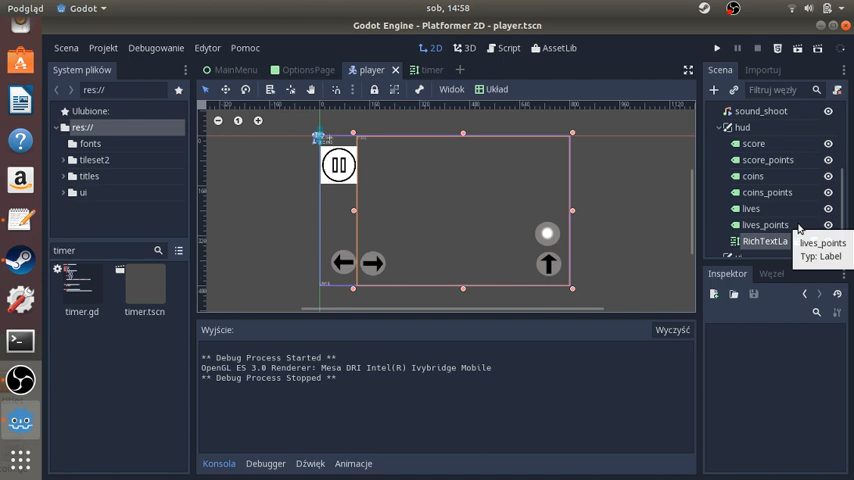 Podgląd Godot sob, 14:58
Godot Engine - Platformer 2D - player.tscn
Scena Projekt Debugowanie Edytor Pomoc 2D 3D Script AssetLib
System plików MainMenu OptionsPage player timer Scena Importuj
res:// Widok Układ Filtruj węzły
Ulubione:
res://
fonts
tileset2
titles
ui
sound_shoot
hud
score
score_points
coins
coins_points
lives
lives_points
RichTextLa
lives_points
Typ: Label
timer
timer.gd timer.tscn
Inspektor Węzeł
Wyjście: Wyczyść
** Debug Process Started **
OpenGL ES 3.0 Renderer: Mesa DRI Intel(R) Ivybridge Mobile
** Debug Process Stopped **
Konsola Debugger Dźwięk Animacje